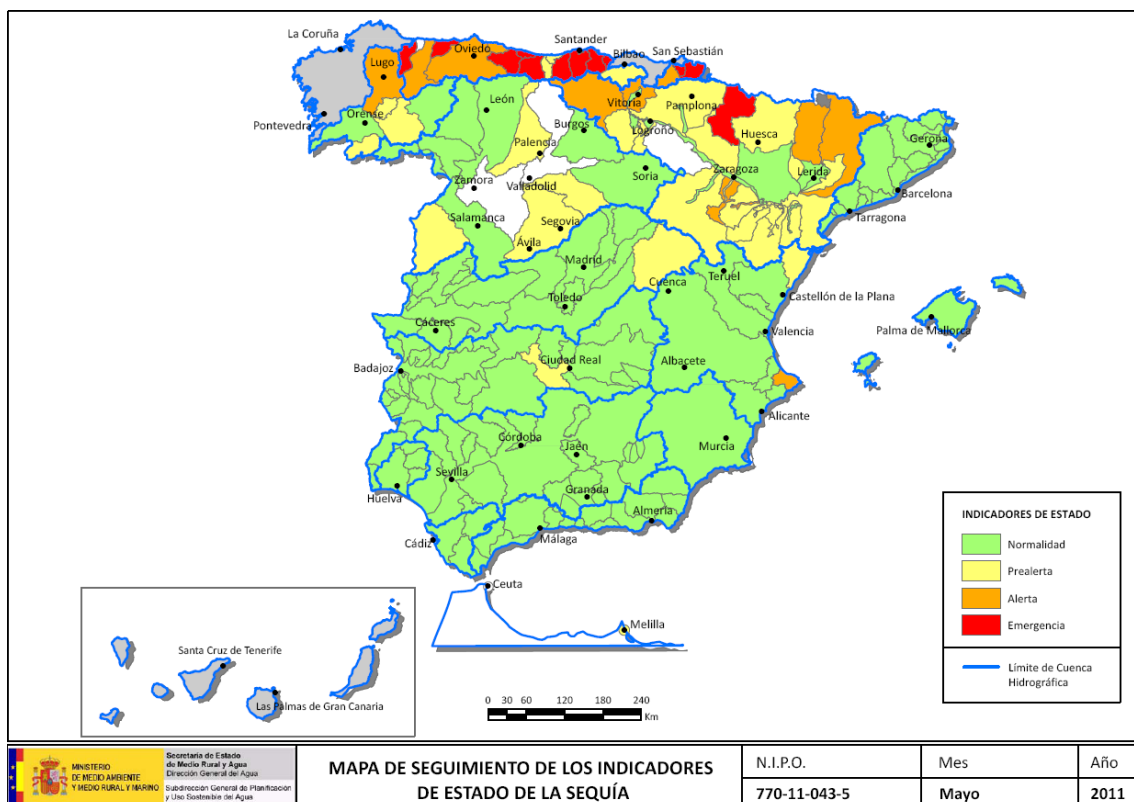 La Coruña
Santander
Oviedo
Bilbao
San Sebastián
Lugo
León
Vitoria
Pamplona
Pontevedra
Orense
Burgos
Logroño
Huesca
Gerona
Palencia
Zamora
Valladolid
Soria
Zaragoza
Lerida
Barcelona
Salamanca
Segovia
Tarragona
Ávila
Madrid
Teruel
Cuenca
Castellón de la Plana
Toledo
Cáceres
Valencia
Palma de Mallorca
Ciudad Real
Albacete
Badajoz
Alicante
Córdoba
Jaén
Murcia
Sevilla
Huelva
Granada
Almería
Cádiz
Málaga
Ceuta
Melilla
Santa Cruz de Tenerife
Las Palmas de Gran Canaria
INDICADORES DE ESTADO
Normalidad
Prealerta
Alerta
Emergencia
Límite de Cuenca
Hidrográfica
0 30 60 120 180 240
Km
MINISTERIO
DE MEDIO AMBIENTE
Y MEDIO RURAL Y MARINO
Secretaría de Estado
de Medio Rural y Agua
Dirección General del Agua
Subdirección General de Planificación
y Uso Sostenible del Agua
MAPA DE SEGUIMIENTO DE LOS INDICADORES
DE ESTADO DE LA SEQUÍA
N.I.P.O.
Mes
Año
770-11-043-5
Mayo
2011